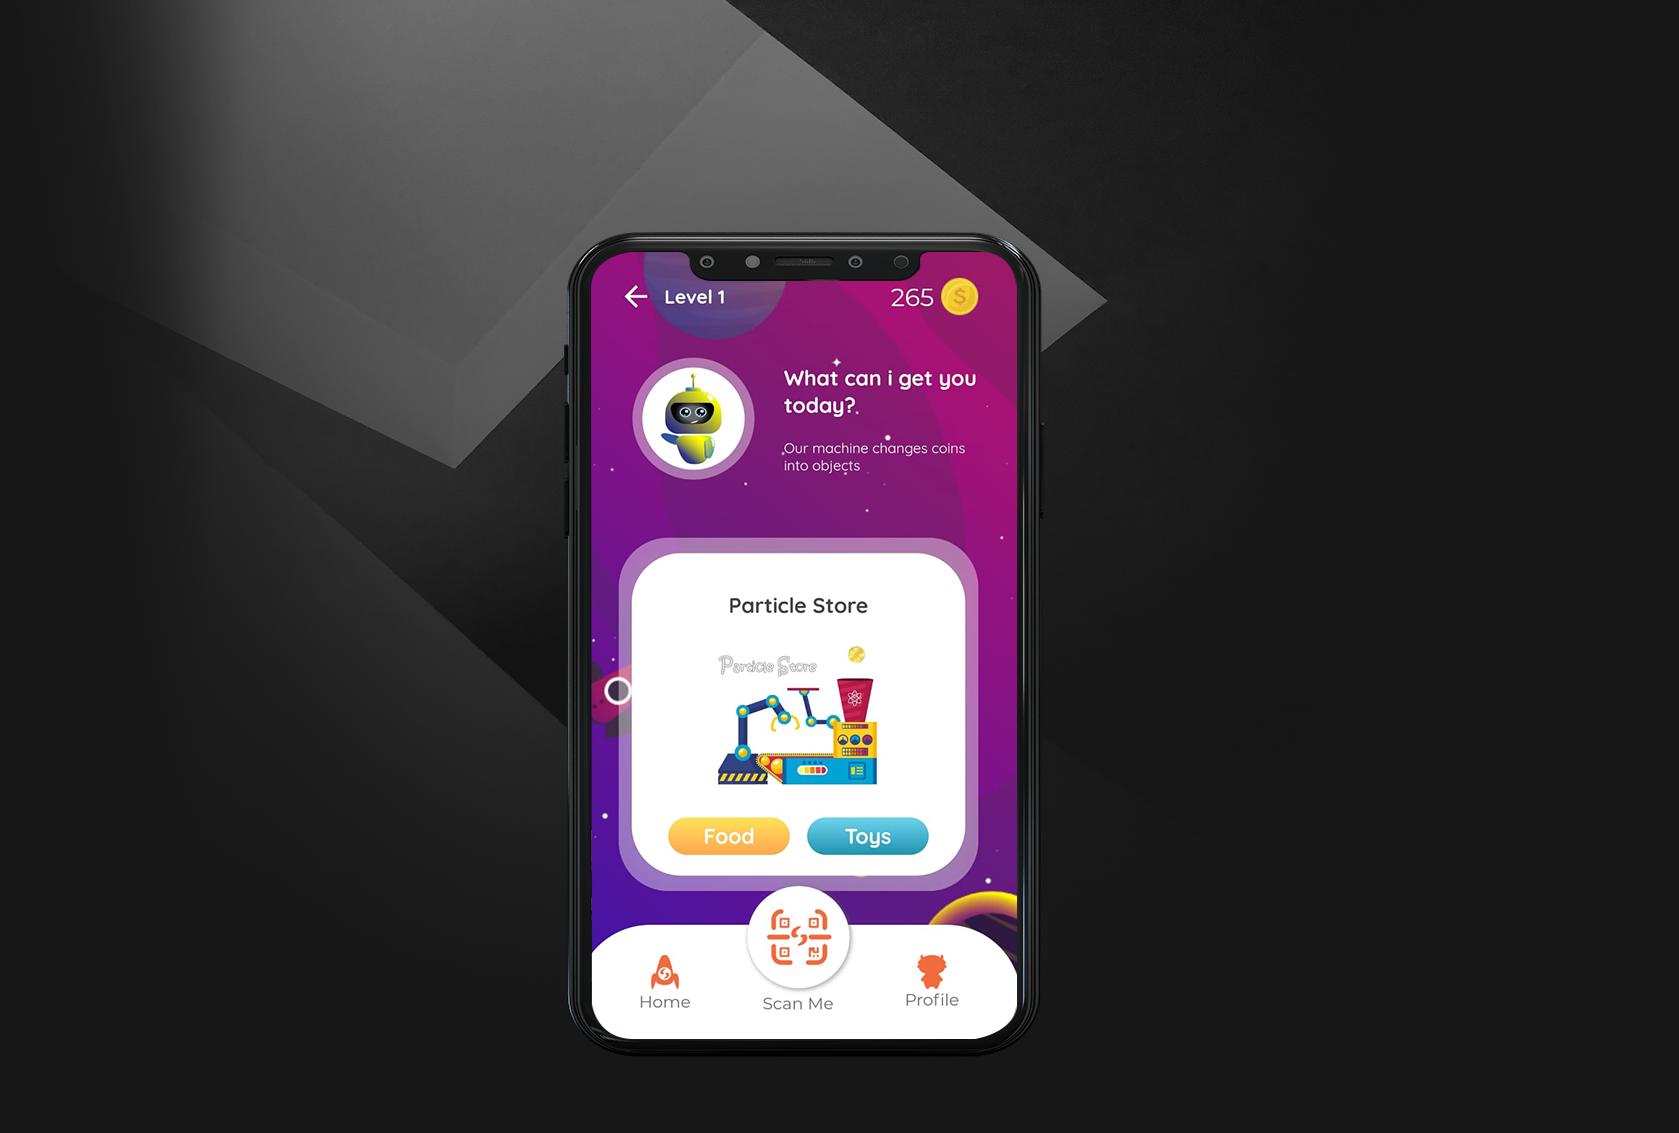 Level 1
265
What can i get you
today?
Our machine changes coins
into objects
Particle Store
Particle Store
Food
Toys
Home
Scan Me
Profile